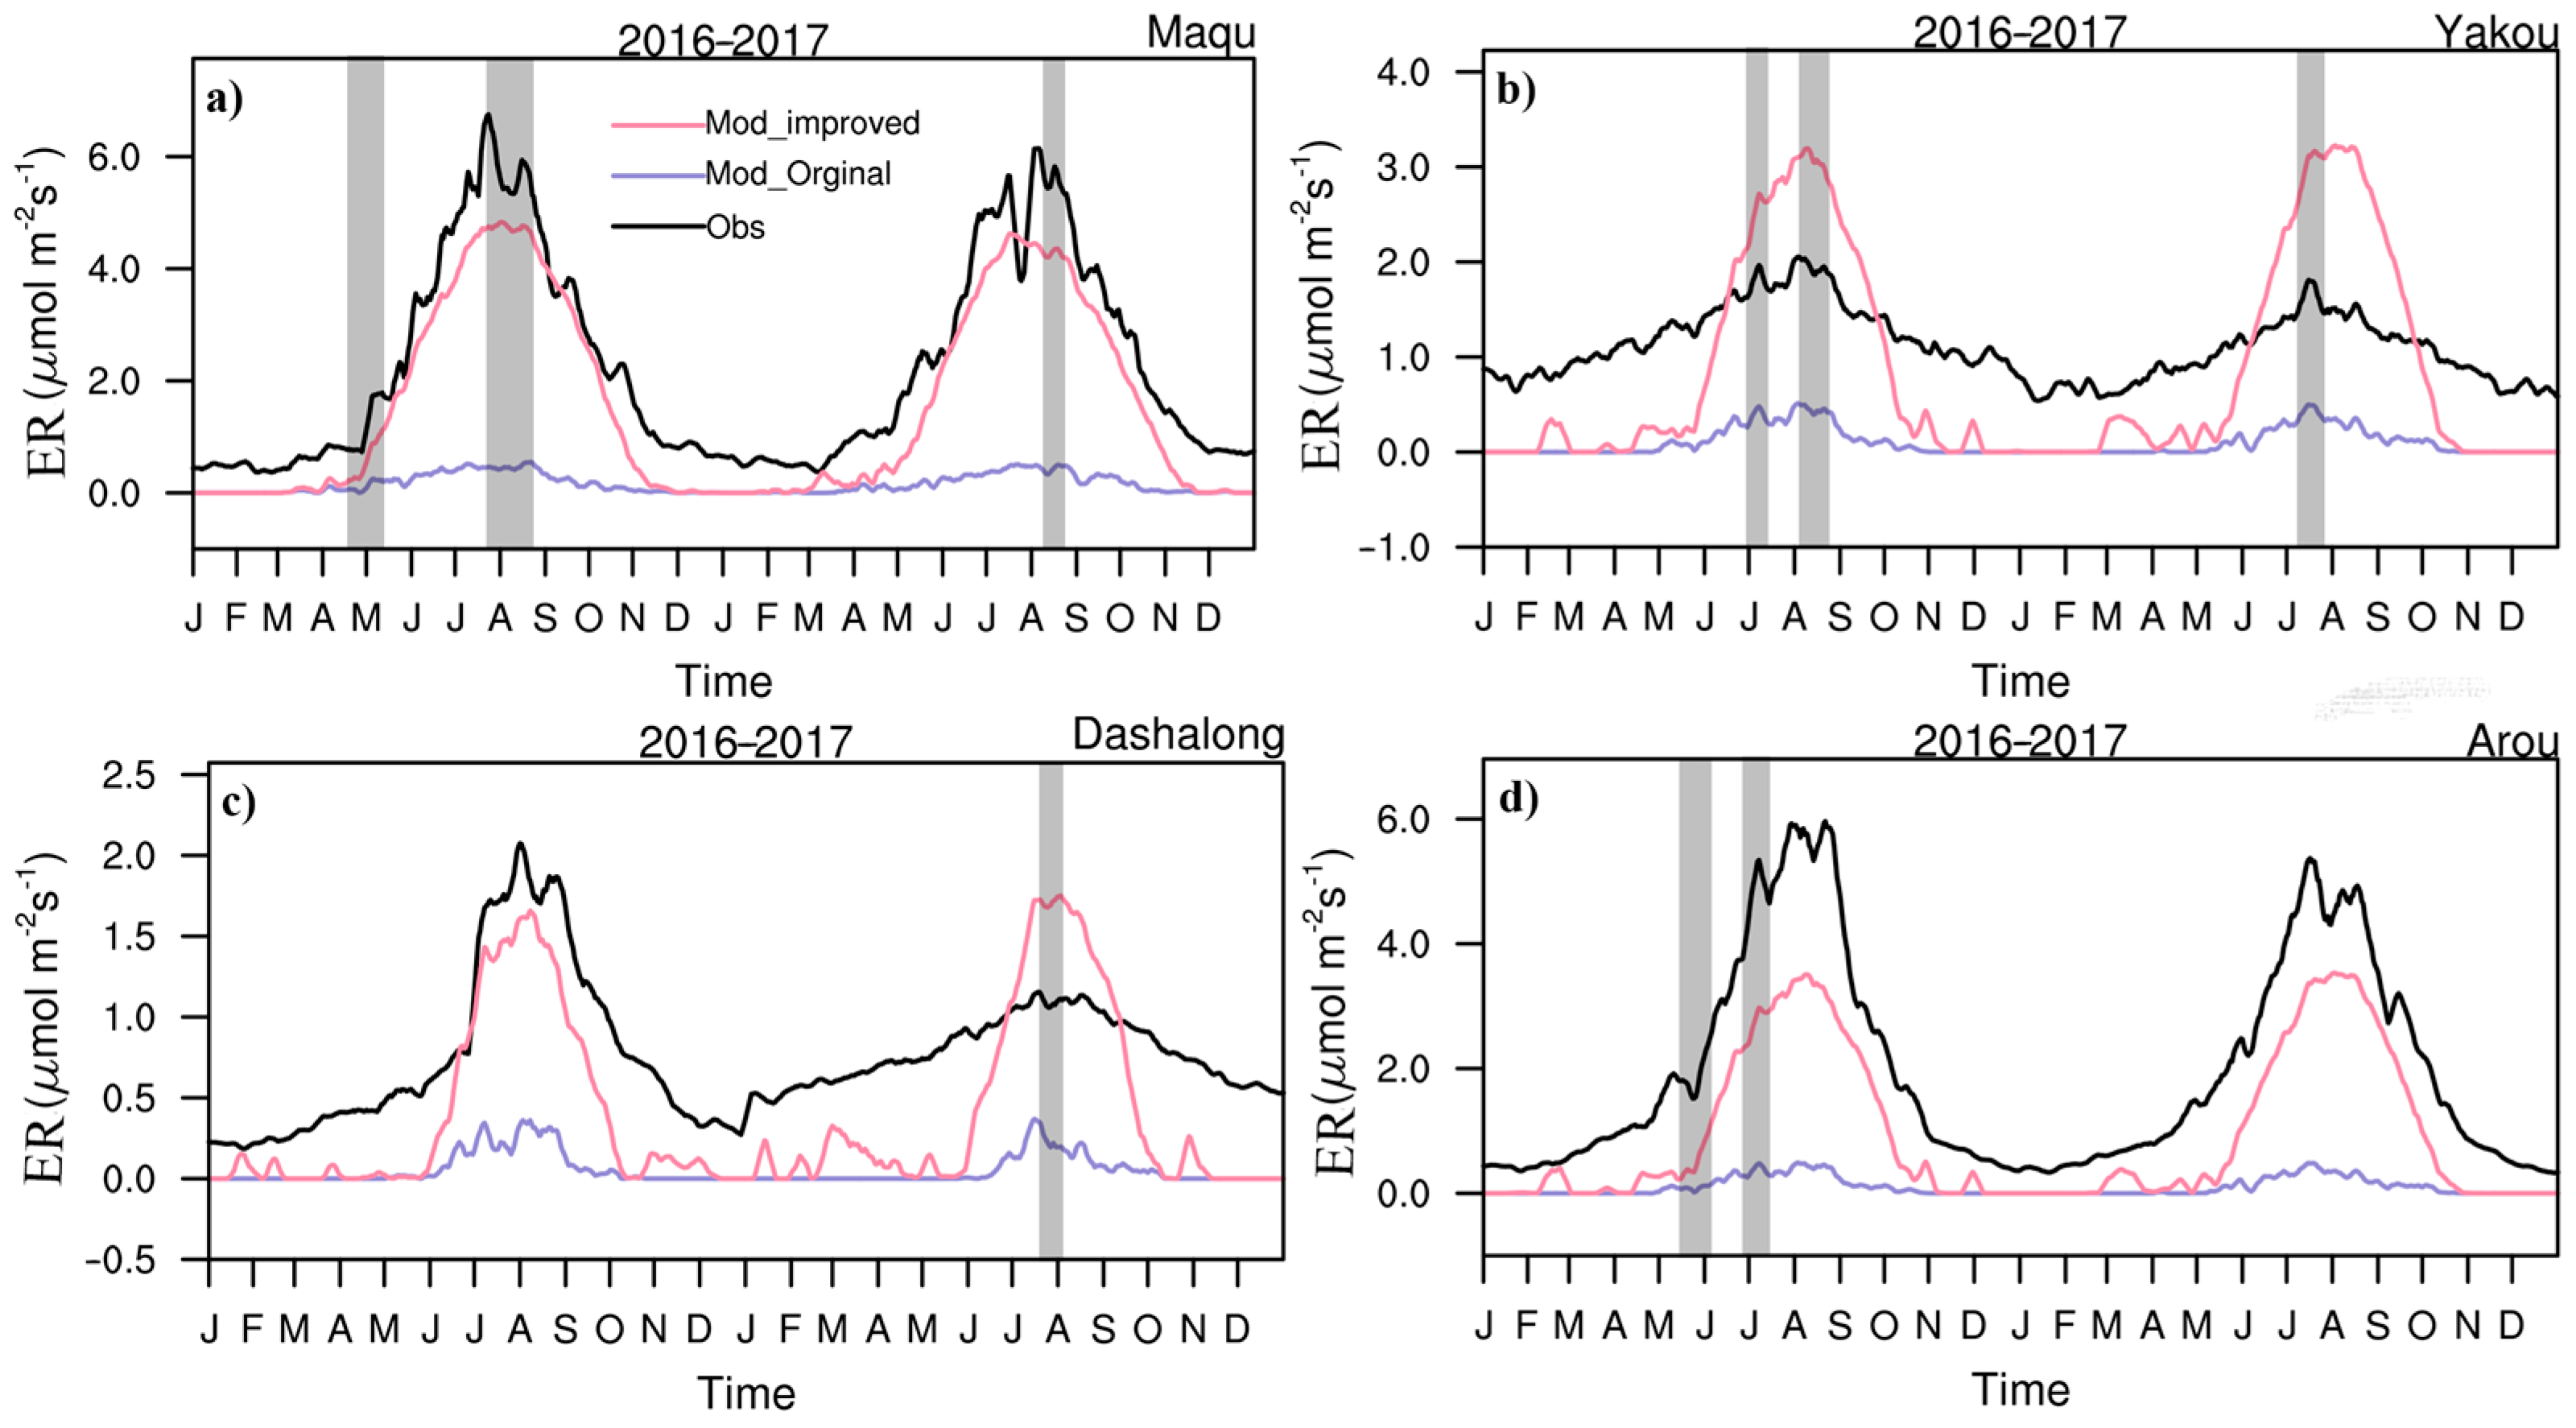 2016–2017 Maqu
a)
Mod_improved
Mod_Orginal
Obs
ER (μmol m⁻²s⁻¹)
6.0
4.0
2.0
0.0
J F M A M J J A S O N D J F M A M J J A S O N D
Time
2016–2017 Yakou
b)
ER (μmol m⁻²s⁻¹)
4.0
3.0
2.0
1.0
0.0
−1.0
J F M A M J J A S O N D J F M A M J J A S O N D
Time
2016–2017 Dashalong
c)
ER (μmol m⁻²s⁻¹)
2.5
2.0
1.5
1.0
0.5
0.0
−0.5
J F M A M J J A S O N D J F M A M J J A S O N D
Time
2016–2017 Arou
d)
ER (μmol m⁻²s⁻¹)
6.0
4.0
2.0
0.0
J F M A M J J A S O N D J F M A M J J A S O N D
Time